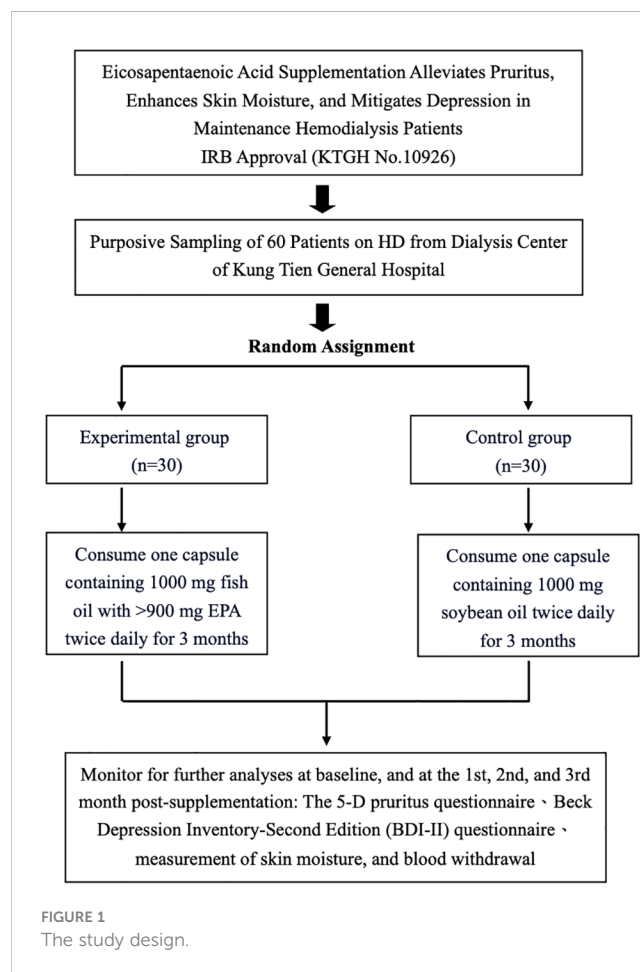 Eicosapentaenoic Acid Supplementation Alleviates Pruritus,
Enhances Skin Moisture, and Mitigates Depression in
Maintenance Hemodialysis Patients
IRB Approval (KTGH No.10926)
Purposive Sampling of 60 Patients on HD from Dialysis Center
of Kung Tien General Hospital
Random Assignment
Experimental group
(n=30)
Control group
(n=30)
Consume one capsule
containing 1000 mg fish
oil with >900 mg EPA
twice daily for 3 months
Consume one capsule
containing 1000 mg
soybean oil twice daily
for 3 months
Monitor for further analyses at baseline, and at the 1st, 2nd, and 3rd
month post-supplementation: The 5-D pruritus questionnaire、Beck
Depression Inventory-Second Edition (BDI-II) questionnaire、
measurement of skin moisture, and blood withdrawal
FIGURE 1
The study design.